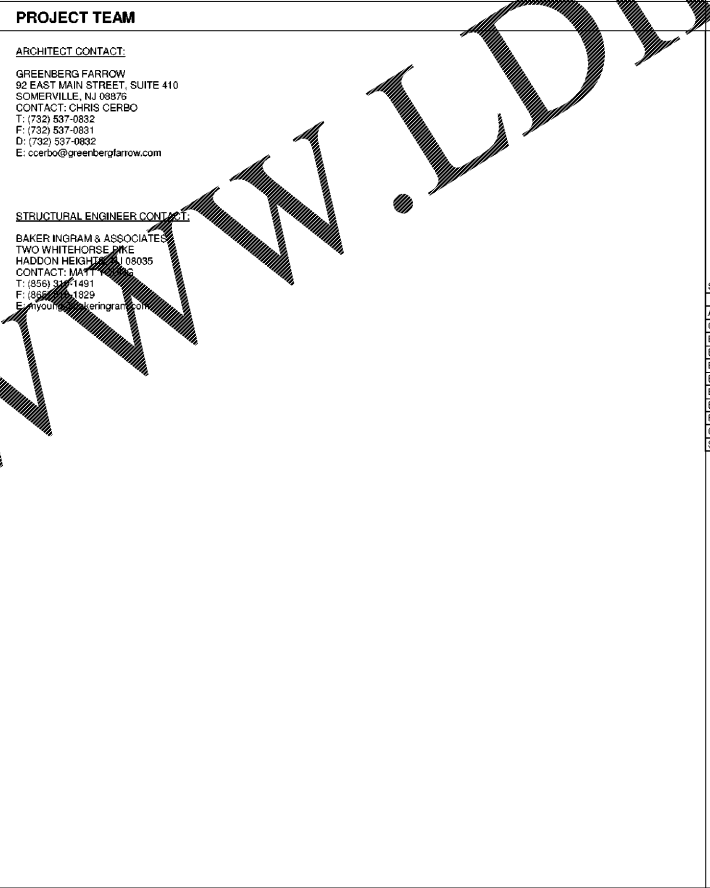 PROJECT TEAM
ARCHITECT CONTACT:
GREENBERG FARROW
92 EAST MAIN STREET, SUITE 410
SOMERVILLE, NJ 08876
CONTACT: CHRIS CERBO
T: (732) 537-0832
F: (732) 537-0831
D: (732) 537-0832
E: ccerbo@greenbergfarrow.com
STRUCTURAL ENGINEER CONTACT:
BAKER INGRAM & ASSOCIATES
TWO WHITEHORSE PIKE
HADDON HEIGHTS, NJ 08035
CONTACT: MATT YOUNG
T: (856)
F:
E:
WWW.LDI